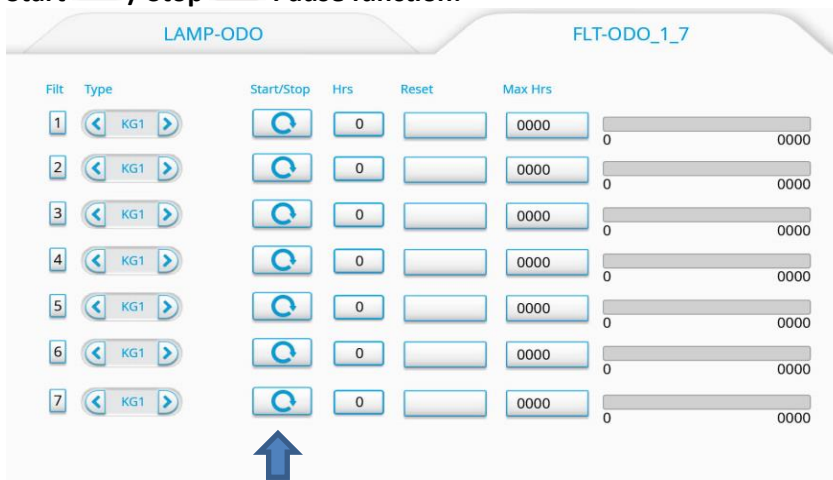 LAMP-ODO FLT-ODO_1_7
Filt Type Start/Stop Hrs Reset Max Hrs
1 KG1 0 0000
0 0000
2 KG1 0 0000
0 0000
3 KG1 0 0000
0 0000
4 KG1 0 0000
0 0000
5 KG1 0 0000
0 0000
6 KG1 0 0000
0 0000
7 KG1 0 0000
0 0000